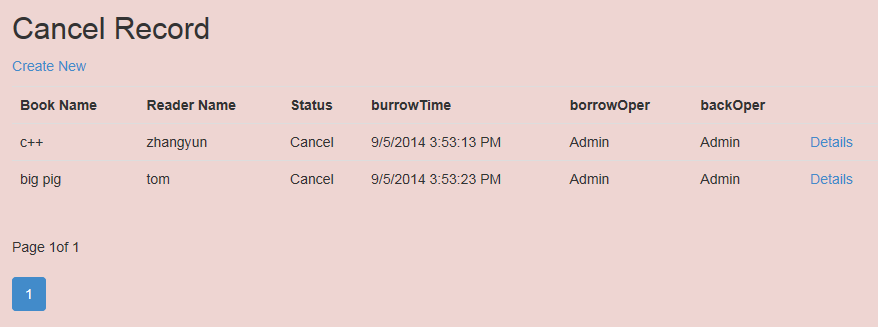 Cancel Record
Create New
Book Name Reader Name Status burrowTime borrowOper backOper
c++ zhangyun Cancel 9/5/2014 3:53:13 PM Admin Admin Details
big pig tom Cancel 9/5/2014 3:53:23 PM Admin Admin Details
Page 1of 1
1